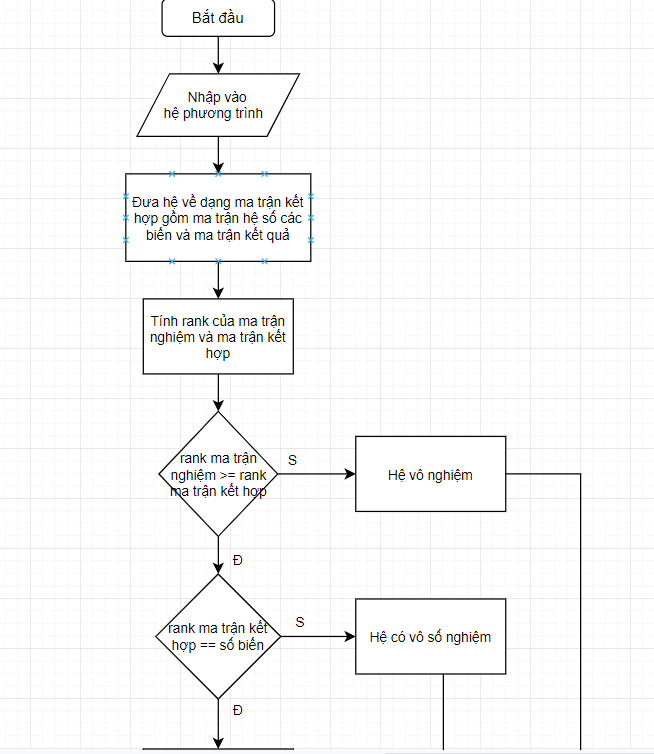 Bắt đầu
Nhập vào
hệ phương trình
Đưa hệ về dạng ma trận kết
hợp gồm ma trận hệ số các
biến và ma trận kết quả
Tính rank của ma trận
nghiệm và ma trận kết
hợp
rank ma trận
nghiệm >= rank
ma trận kết hợp
S
Hệ vô nghiệm
Đ
rank ma trận kết
hợp == số biến
S
Hệ có vô số nghiệm
Đ